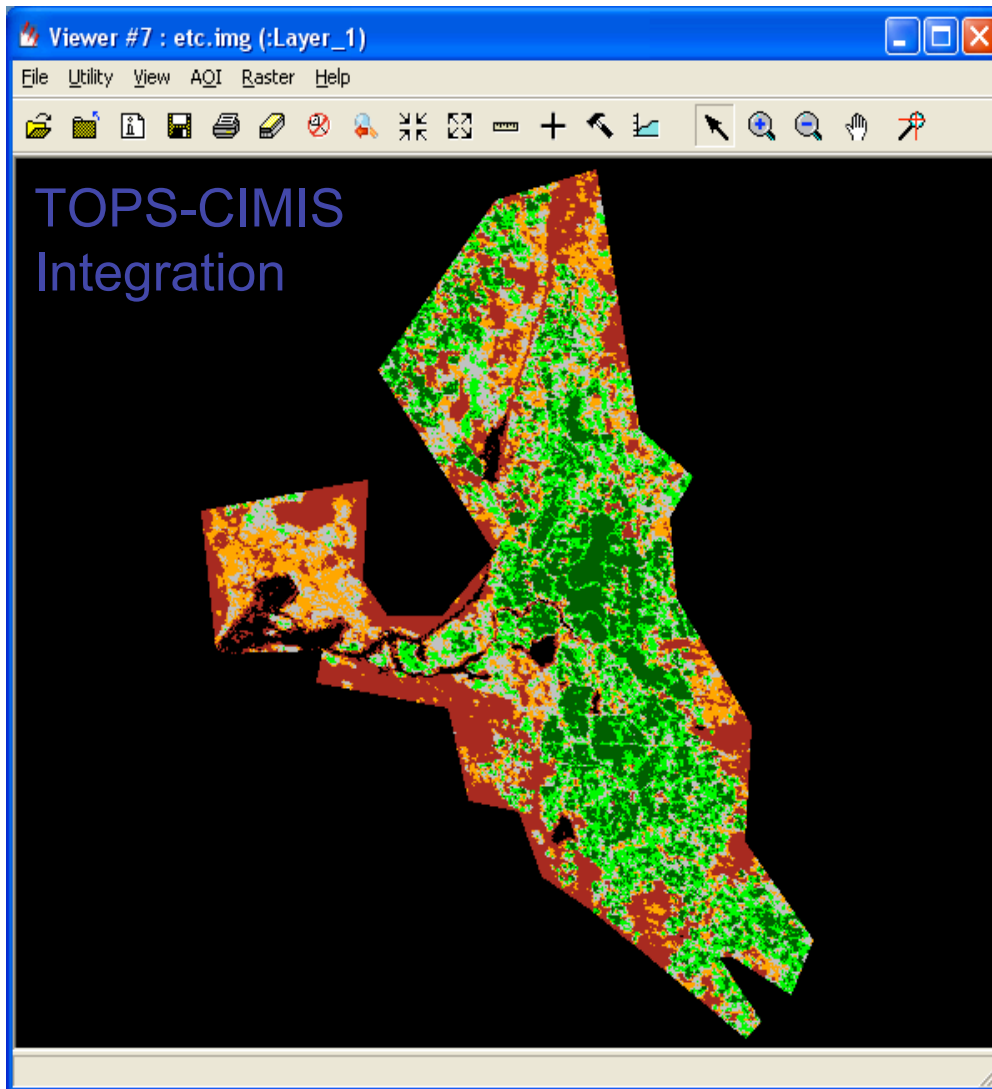 Viewer #7 : etc.img (:Layer_1)
File Utility View AOI Raster Help
TOPS-CIMIS
Integration